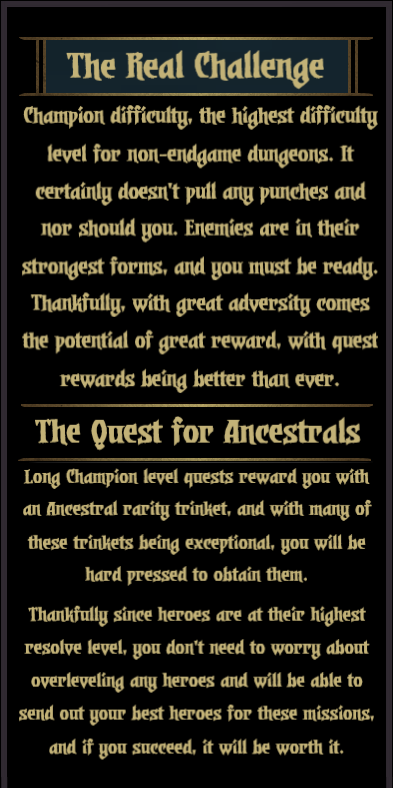 The Real Challenge
Champion difficulty, the highest difficulty
level for non-endgame dungeons. It
certainly doesn't pull any punches and
nor should you. Enemies are in their
strongest forms, and you must be ready.
Thankfully, with great adversity comes
the potential of great reward, with quest
rewards being better than ever.
The Quest for Ancestrals
Long Champion level quests reward you with
an Ancestral rarity trinket, and with many of
these trinkets being exceptional, you will be
hard pressed to obtain them.
Thankfully since heroes are at their highest
resolve level, you don't need to worry about
overleveling any heroes and will be able to
send out your best heroes for these missions,
and if you succeed, it will be worth it.